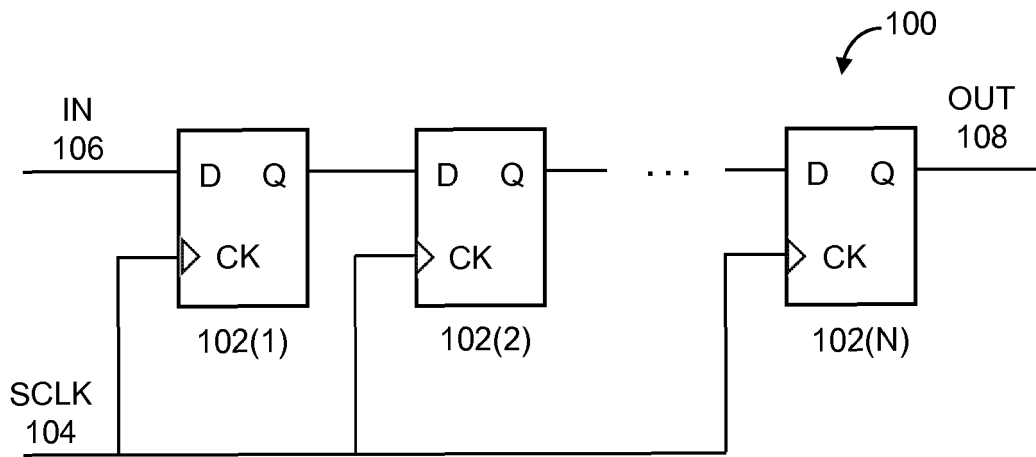 100
IN
106
OUT
108
D Q
D Q
. . .
D Q
CK
CK
CK
102(1)
102(2)
102(N)
SCLK
104